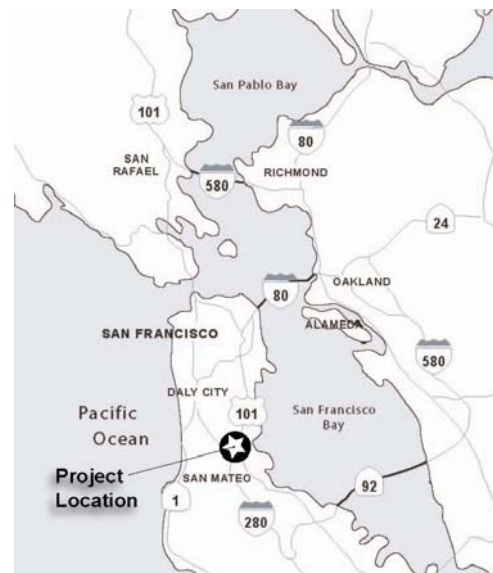 San Pablo Bay
101
80
SAN
RAFAEL
580
RICHMOND
24
80
OAKLAND
SAN FRANCISCO
ALAMEDA
580
DALY CITY
101
San Francisco
Bay
Pacific
Ocean
Project
Location
SAN MATEO
92
1
280